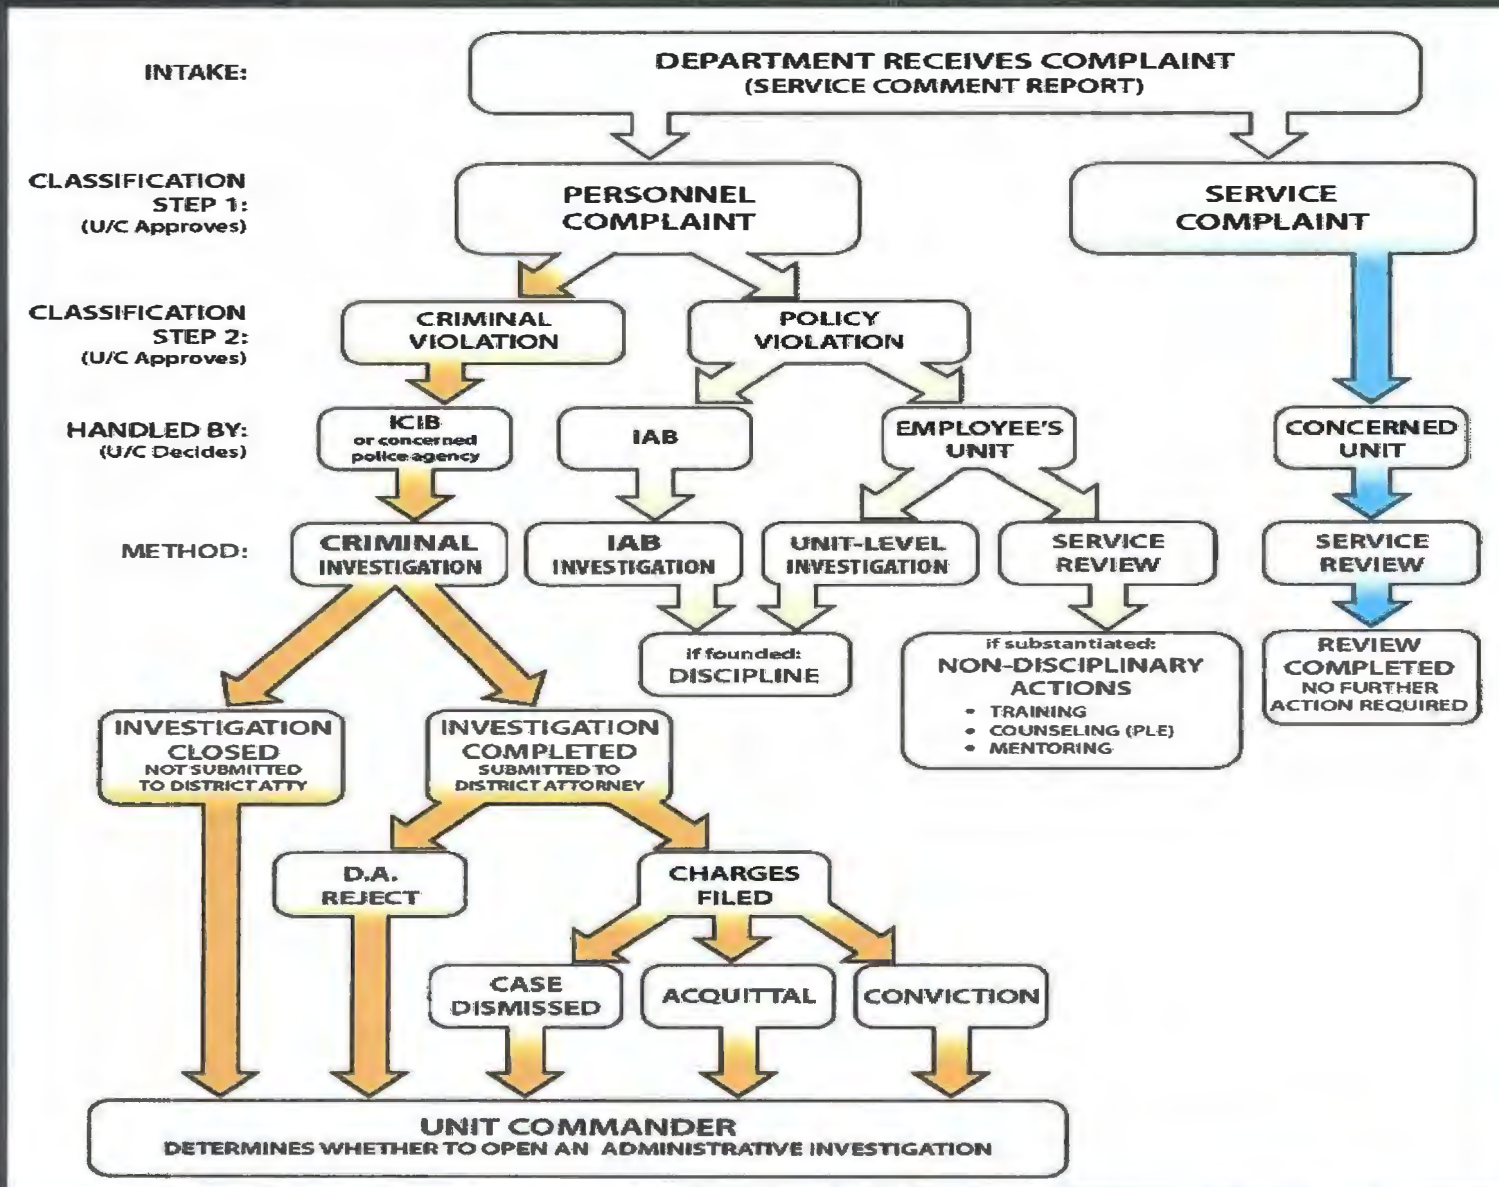 INTAKE:
DEPARTMENT RECEIVES COMPLAINT
(SERVICE COMMENT REPORT)
CLASSIFICATION
STEP 1:
(U/C Approves)
PERSONNEL
COMPLAINT
SERVICE
COMPLAINT
CLASSIFICATION
STEP 2:
(U/C Approves)
CRIMINAL
VIOLATION
POLICY
VIOLATION
HANDLED BY:
(U/C Decides)
ICIB
or concerned
police agency
IAB
EMPLOYEE'S
UNIT
CONCERNED
UNIT
METHOD:
CRIMINAL
INVESTIGATION
IAB
INVESTIGATION
UNIT-LEVEL
INVESTIGATION
SERVICE
REVIEW
SERVICE
REVIEW
if founded:
DISCIPLINE
if substantiated:
NON-DISCIPLINARY
ACTIONS
• TRAINING
• COUNSELING (PLE)
• MENTORING
REVIEW
COMPLETED
NO FURTHER
ACTION REQUIRED
INVESTIGATION
CLOSED
NOT SUBMITTED
TO DISTRICT ATTY
INVESTIGATION
COMPLETED
SUBMITTED TO
DISTRICT ATTORNEY
D.A.
REJECT
CHARGES
FILED
CASE
DISMISSED
ACQUITTAL
CONVICTION
UNIT COMMANDER
DETERMINES WHETHER TO OPEN AN ADMINISTRATIVE INVESTIGATION